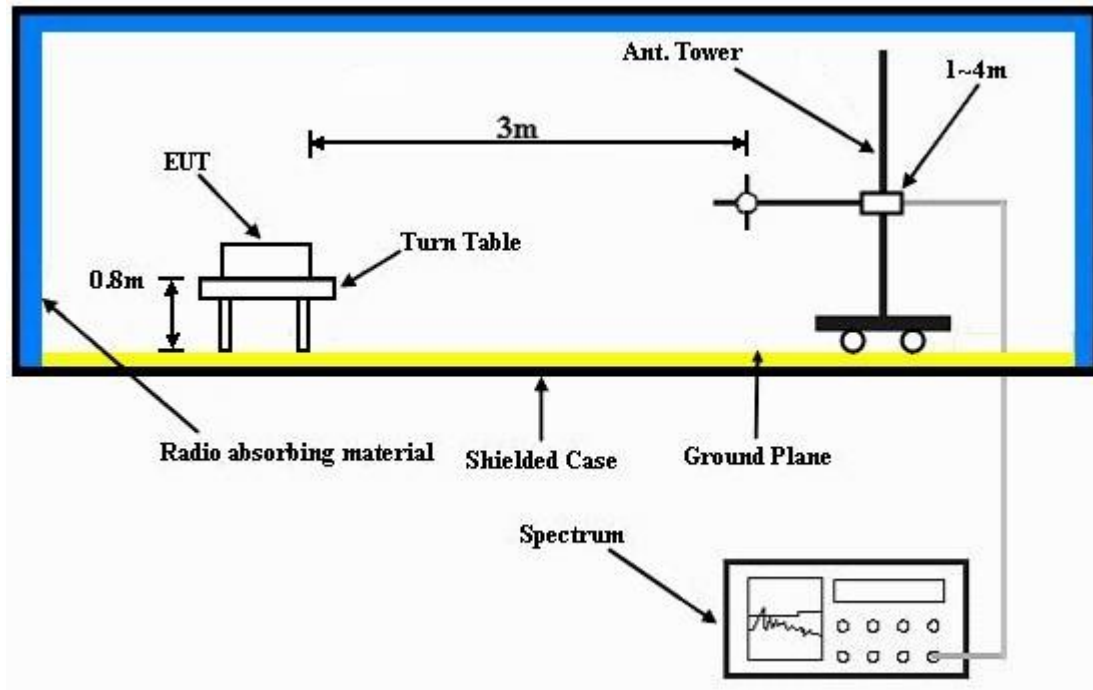 Ant. Tower
1~4m
3m
EUT
Turn Table
0.8m
Radio absorbing material
Shielded Case
Ground Plane
Spectrum